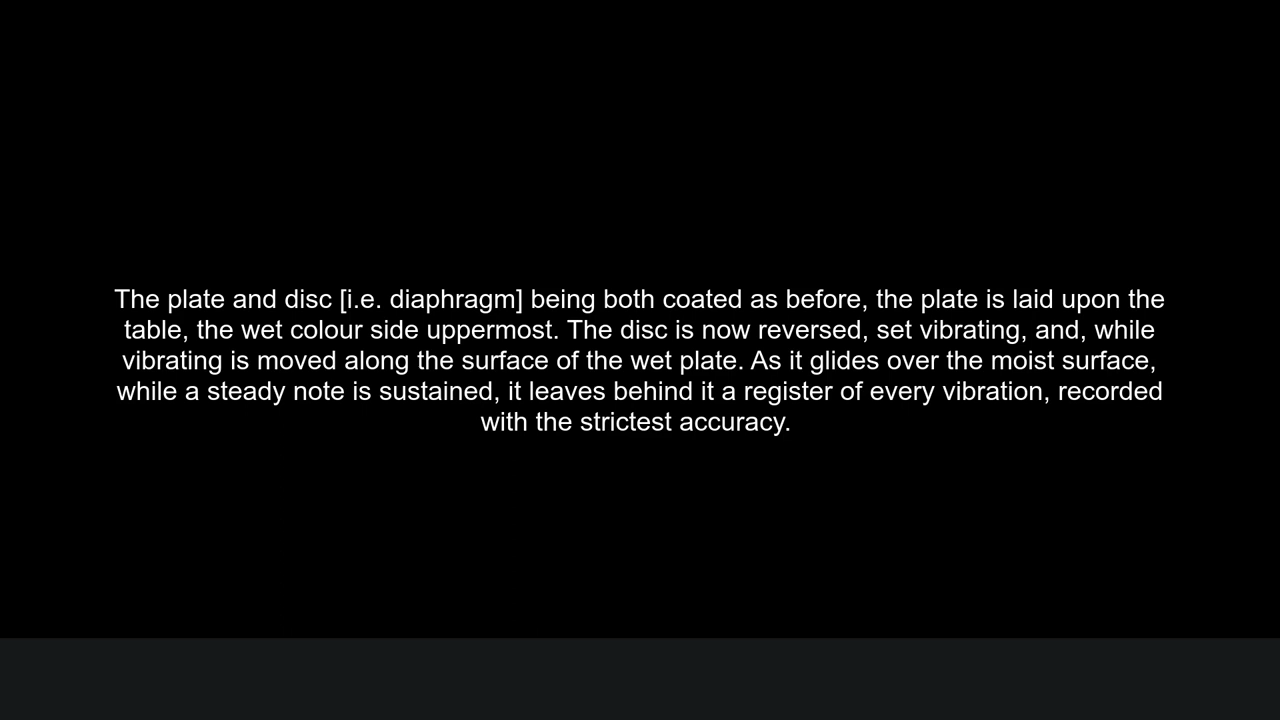 The plate and disc [i.e. diaphragm] being both coated as before, the plate is laid upon the
table, the wet colour side uppermost. The disc is now reversed, set vibrating, and, while
vibrating is moved along the surface of the wet plate. As it glides over the moist surface,
while a steady note is sustained, it leaves behind it a register of every vibration, recorded
with the strictest accuracy.